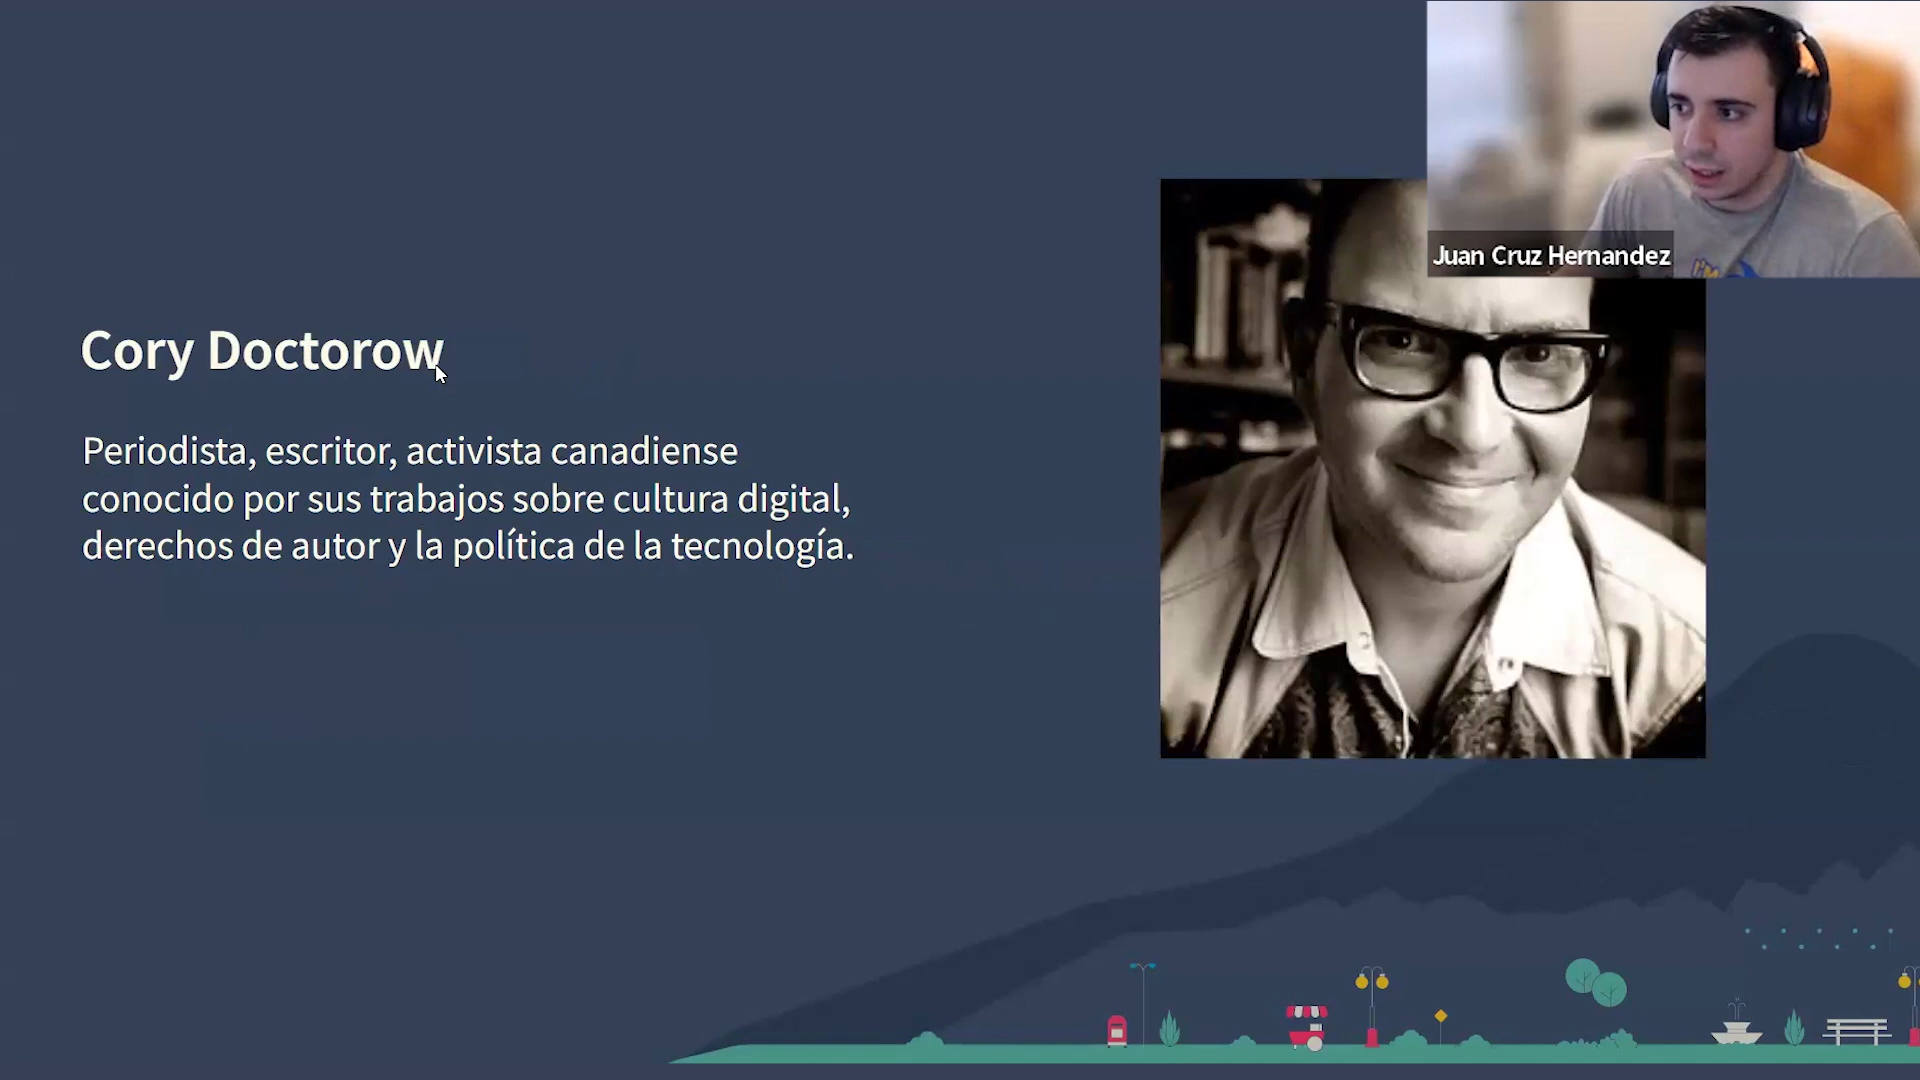 Juan Cruz Hernandez
Cory Doctorow
Periodista, escritor, activista canadiense
conocido por sus trabajos sobre cultura digital,
derechos de autor y la política de la tecnología.